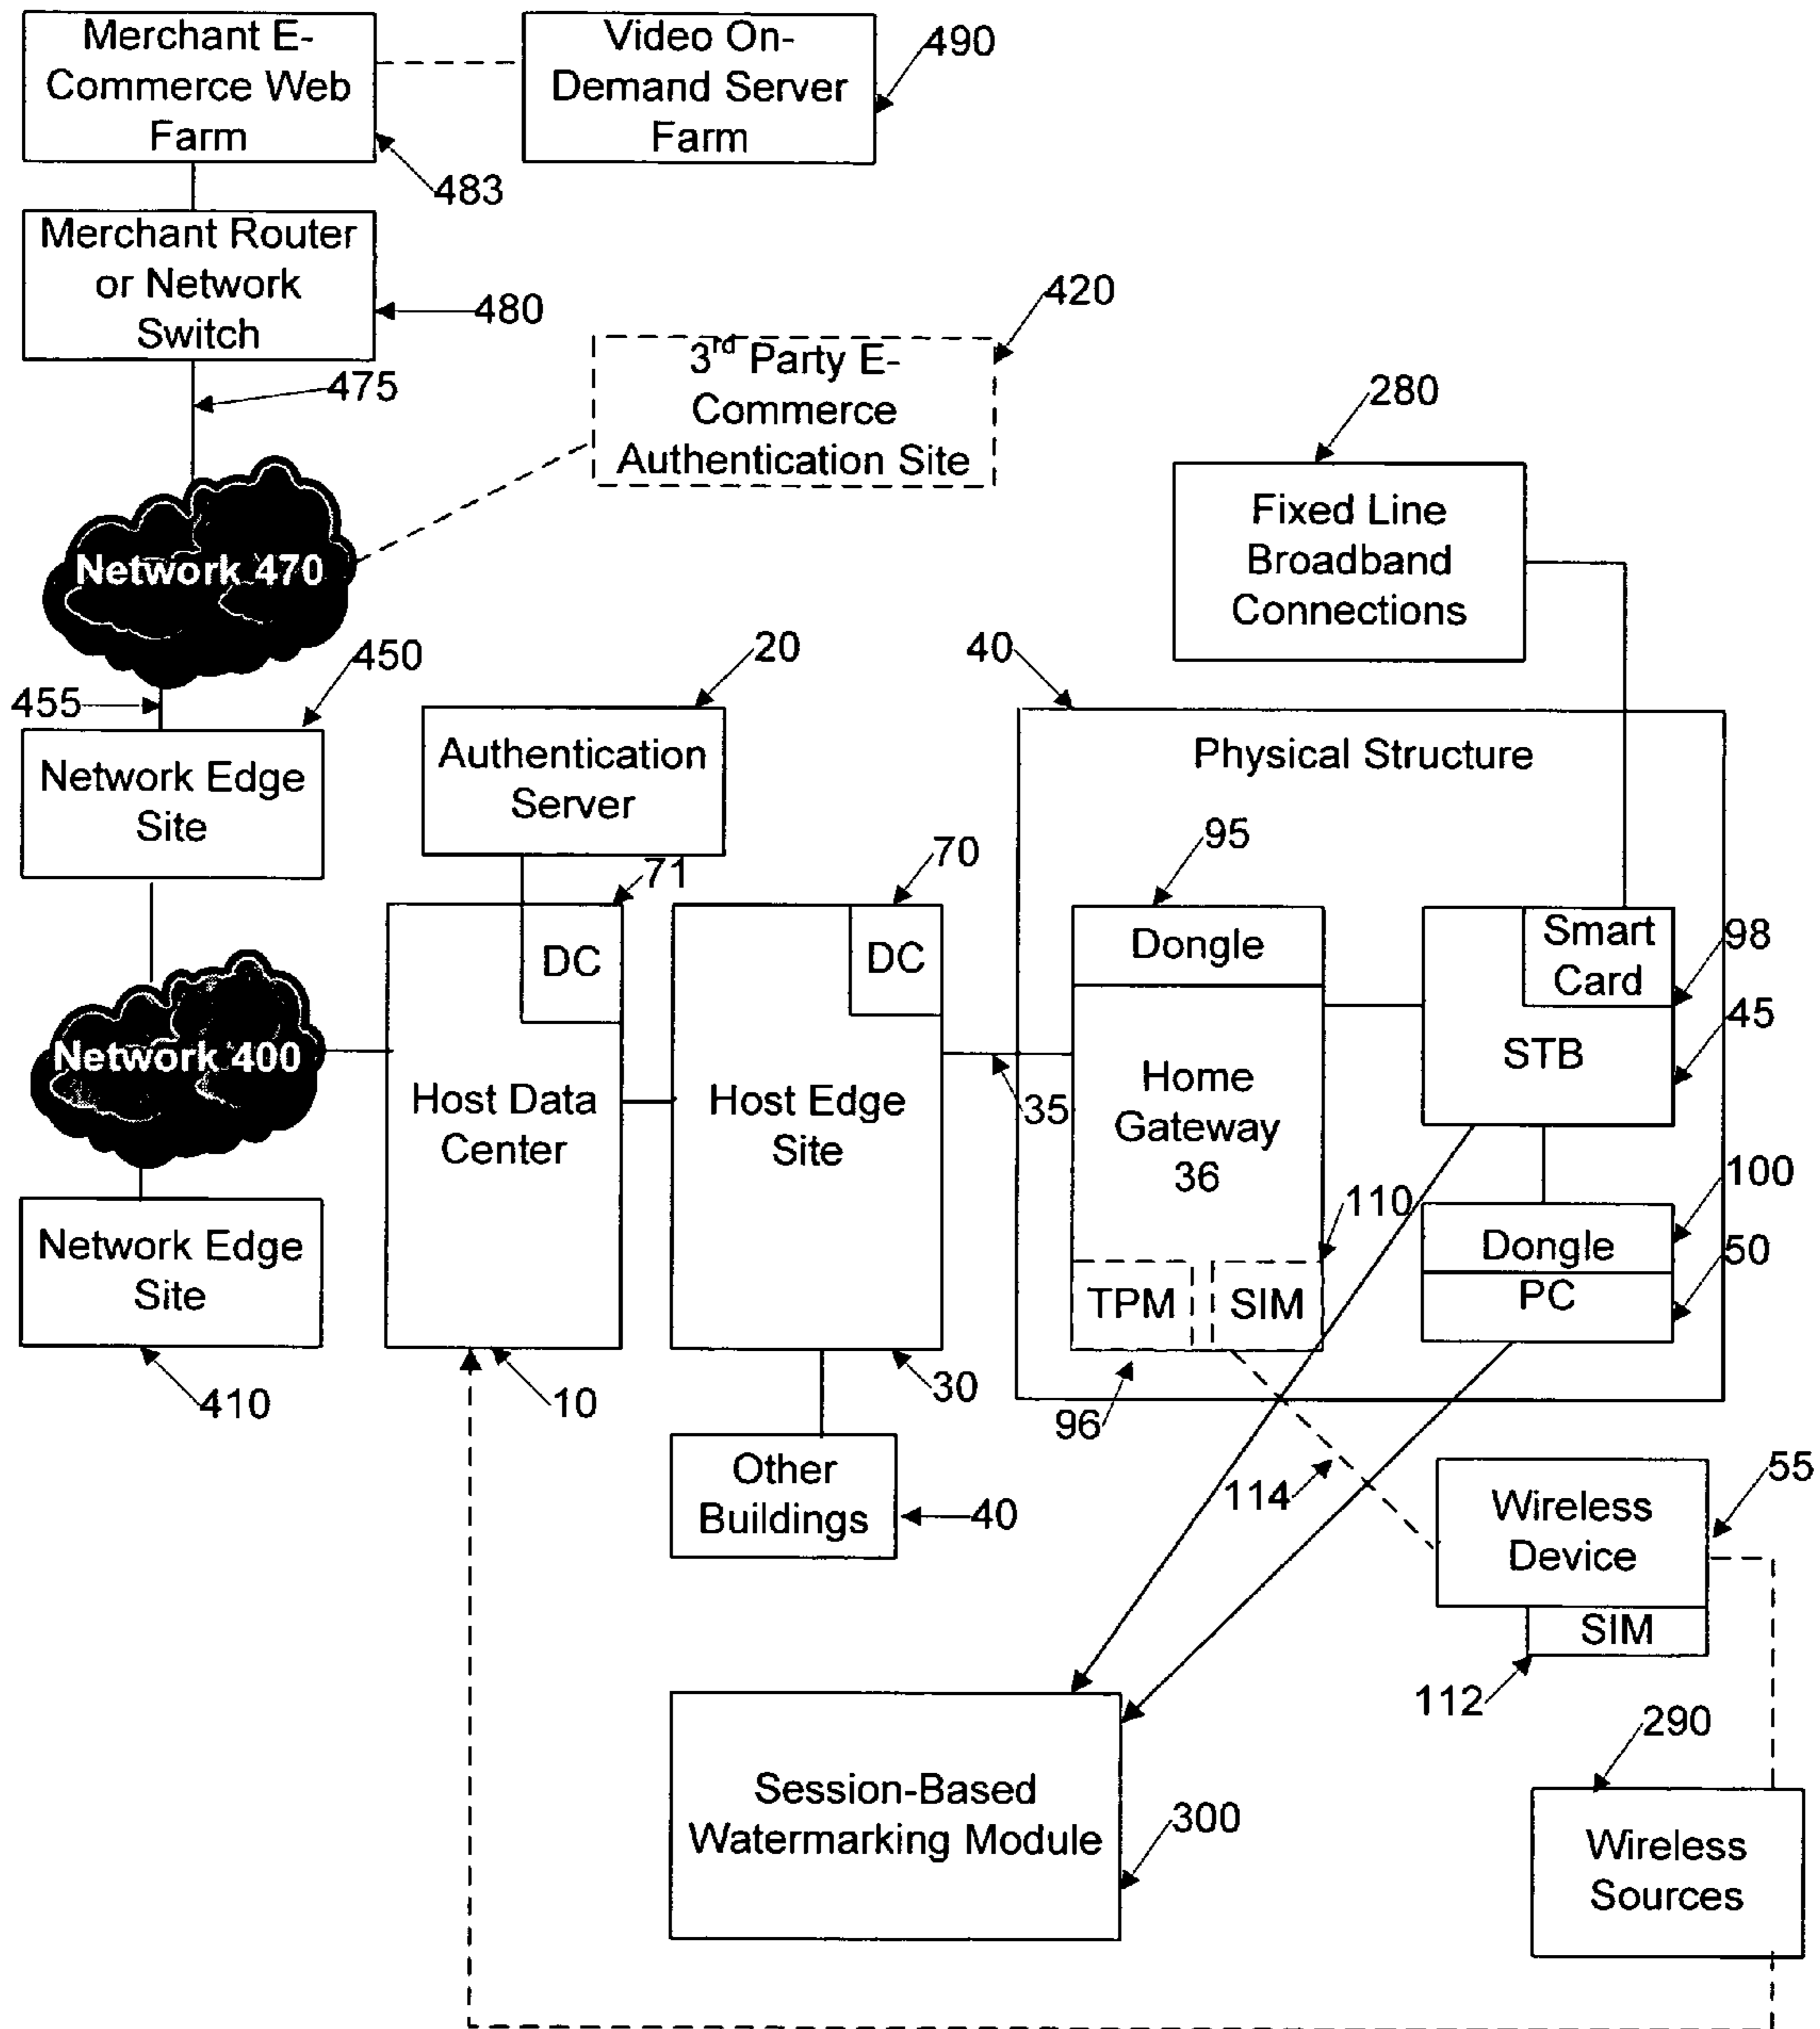 Merchant E-
Commerce Web
Farm
Video On-
Demand Server
Farm
490
483
Merchant Router
or Network
Switch
480
420
475
3rd Party E-
Commerce
Authentication Site
280
Fixed Line
Broadband
Connections
Network 470
450
20
40
455
Network Edge
Site
Authentication
Server
Physical Structure
71
70
95
DC
DC
Dongle
Smart
Card
98
45
STB
Network 400
Host Data
Center
Host Edge
Site
35
Home
Gateway
36
110
100
Dongle
50
PC
Network Edge
Site
TPM
SIM
410
10
30
96
Other
Buildings
40
114
55
Wireless
Device
SIM
112
290
Session-Based
Watermarking Module
300
Wireless
Sources